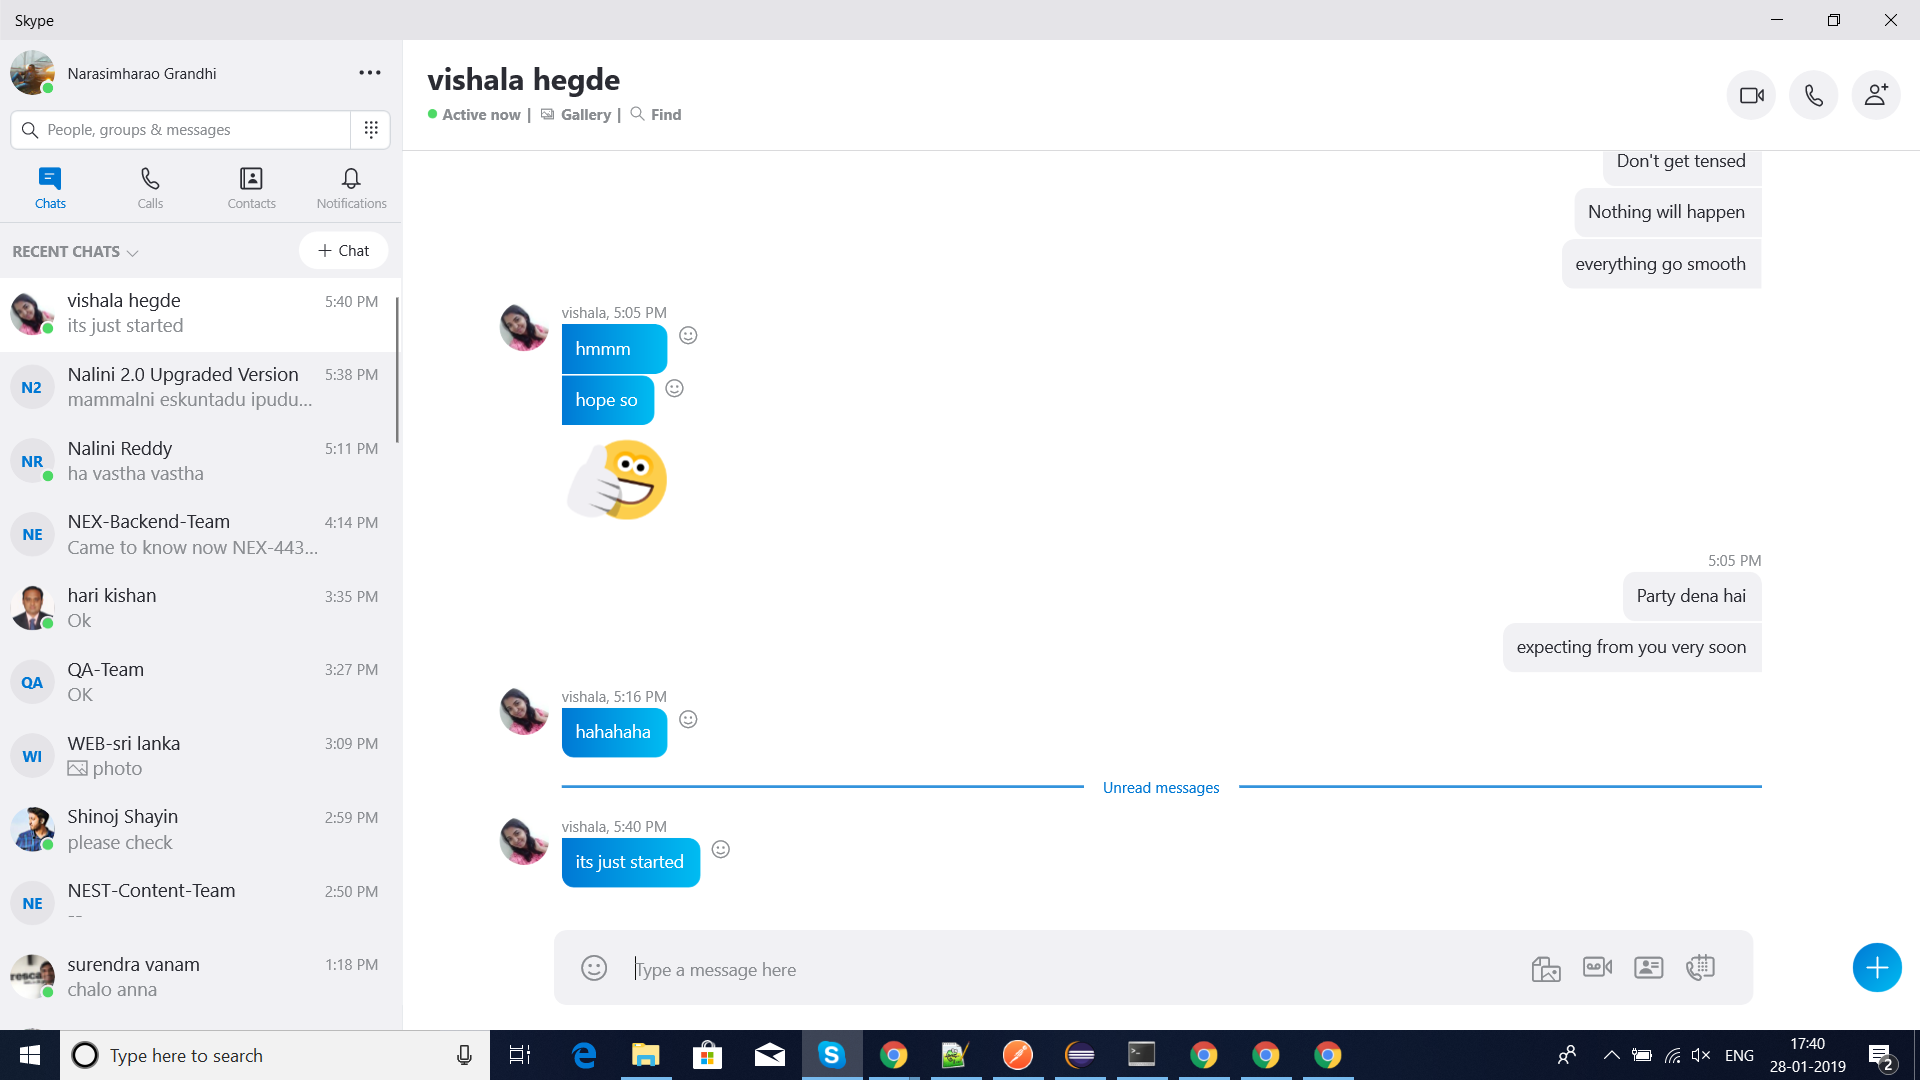 Skype
Narasimharao Grandhi
People, groups & messages
Chats
Calls
Contacts
Notifications
RECENT CHATS
Chat
vishala hegde
5:40 PM
its just started
N2
Nalini 2.0 Upgraded Version
5:38 PM
mammalni eskuntadu ipudu...
NR
Nalini Reddy
5:11 PM
ha vastha vastha
NE
NEX-Backend-Team
4:14 PM
Came to know now NEX-443...
hari kishan
3:35 PM
Ok
QA
QA-Team
3:27 PM
OK
WI
WEB-sri lanka
3:09 PM
photo
Shinoj Shayin
2:59 PM
please check
NE
NEST-Content-Team
2:50 PM
--
surendra vanam
1:18 PM
chalo anna
vishala hegde
Active now | Gallery | Find
Don't get tensed
Nothing will happen
everything go smooth
vishala, 5:05 PM
hmmm
hope so
5:05 PM
Party dena hai
expecting from you very soon
vishala, 5:16 PM
hahahaha
Unread messages
vishala, 5:40 PM
its just started
Type a message here
Type here to search
ENG
17:40
28-01-2019
2